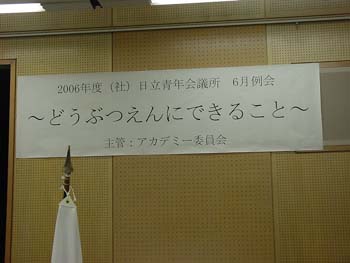 2006年度（社）日立青年会議所　6月例会
～どうぶつえんにできること～
主管：アカデミー委員会